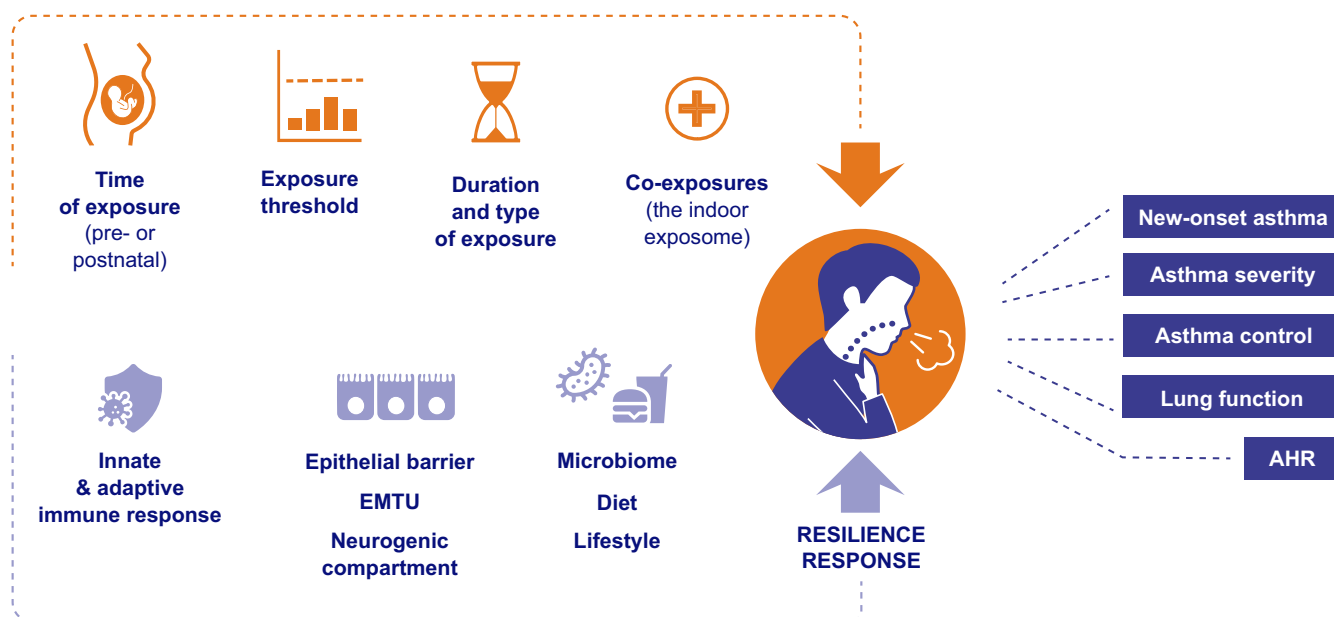 Time
of exposure
(pre- or
postnatal)
Exposure
threshold
Duration
and type
of exposure
Co-exposures
(the indoor
exposome)
Innate
& adaptive
immune response
Epithelial barrier
EMTU
Neurogenic
compartment
Microbiome
Diet
Lifestyle
RESILIENCE
RESPONSE
New-onset asthma
Asthma severity
Asthma control
Lung function
AHR